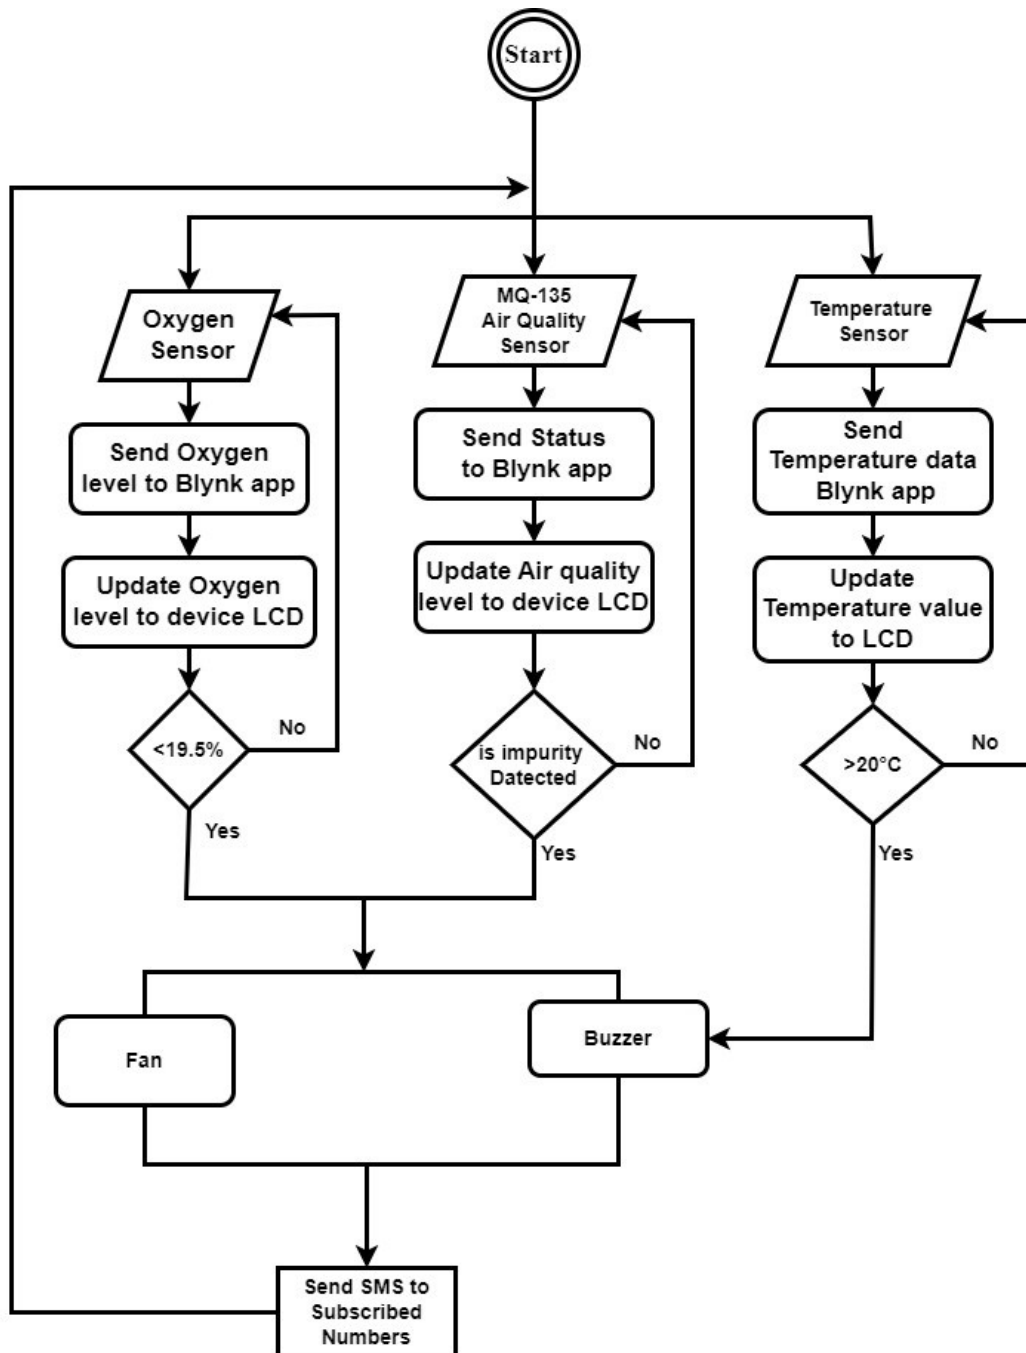 Start
Oxygen
Sensor
MQ-135
Air Quality
Sensor
Temperature
Sensor
Send Oxygen
level to Blynk app
Send Status
to Blynk app
Send
Temperature data
Blynk app
Update Oxygen
level to device LCD
Update Air quality
level to device LCD
Update
Temperature value
to LCD
<19.5%
No
is impurity
Datected
No
>20°C
No
Yes
Yes
Yes
Fan
Buzzer
Send SMS to
Subscribed
Numbers